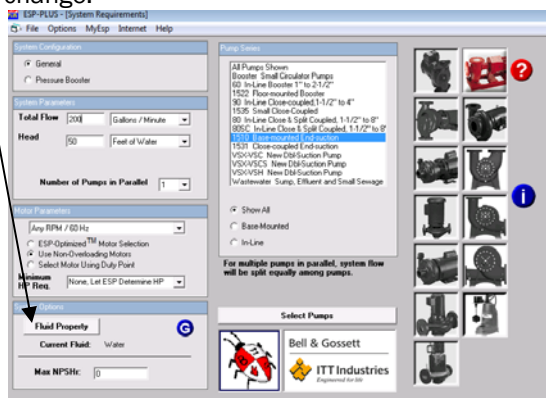 change.
ESP-PLUS - [System Requirements]
File Options MyEsp Internet Help
System Configuration
General
Pressure Booster
System Parameters
Total Flow 200 Gallons / Minute
Head 50 Feet of Water
Number of Pumps in Parallel 1
Motor Parameters
Any RPM / 60 Hz
ESP-Optimized TM Motor Selection
Use Non-Overloading Motors
Select Motor Using Duty Point
Minimum HP Req. None, Let ESP Determine HP
Options
Fluid Property
G
Current Fluid: Water
Max NPSHr: 0
Pump Series
All Pumps Shown
Booster Small Circulator Pumps
60 In-Line Booster 1" to 2-1/2"
1522 Floor-mounted Booster
90 In-Line Close-coupled,1-1/2" to 4"
1535 Small Close-Coupled
80 In-Line Close & Split Coupled, 1-1/2" to 8"
80SC In-Line Close & Split Coupled, 1-1/2" to 8"
1510 Base-mounted End-suction
1531 Close-coupled End-suction
VSX-VSC New Dbl-Suction Pump
VSX-VSCS New Dbl-Suction Pump
VSX-VSH New Dbl-Suction Pump
Wastewater Sump, Effluent and Small Sewage
Show All
Base-Mounted
In-Line
For multiple pumps in parallel, system flow
will be split equally among pumps.
Select Pumps
Bell & Gossett
ITT Industries
Engineered for life
?
i